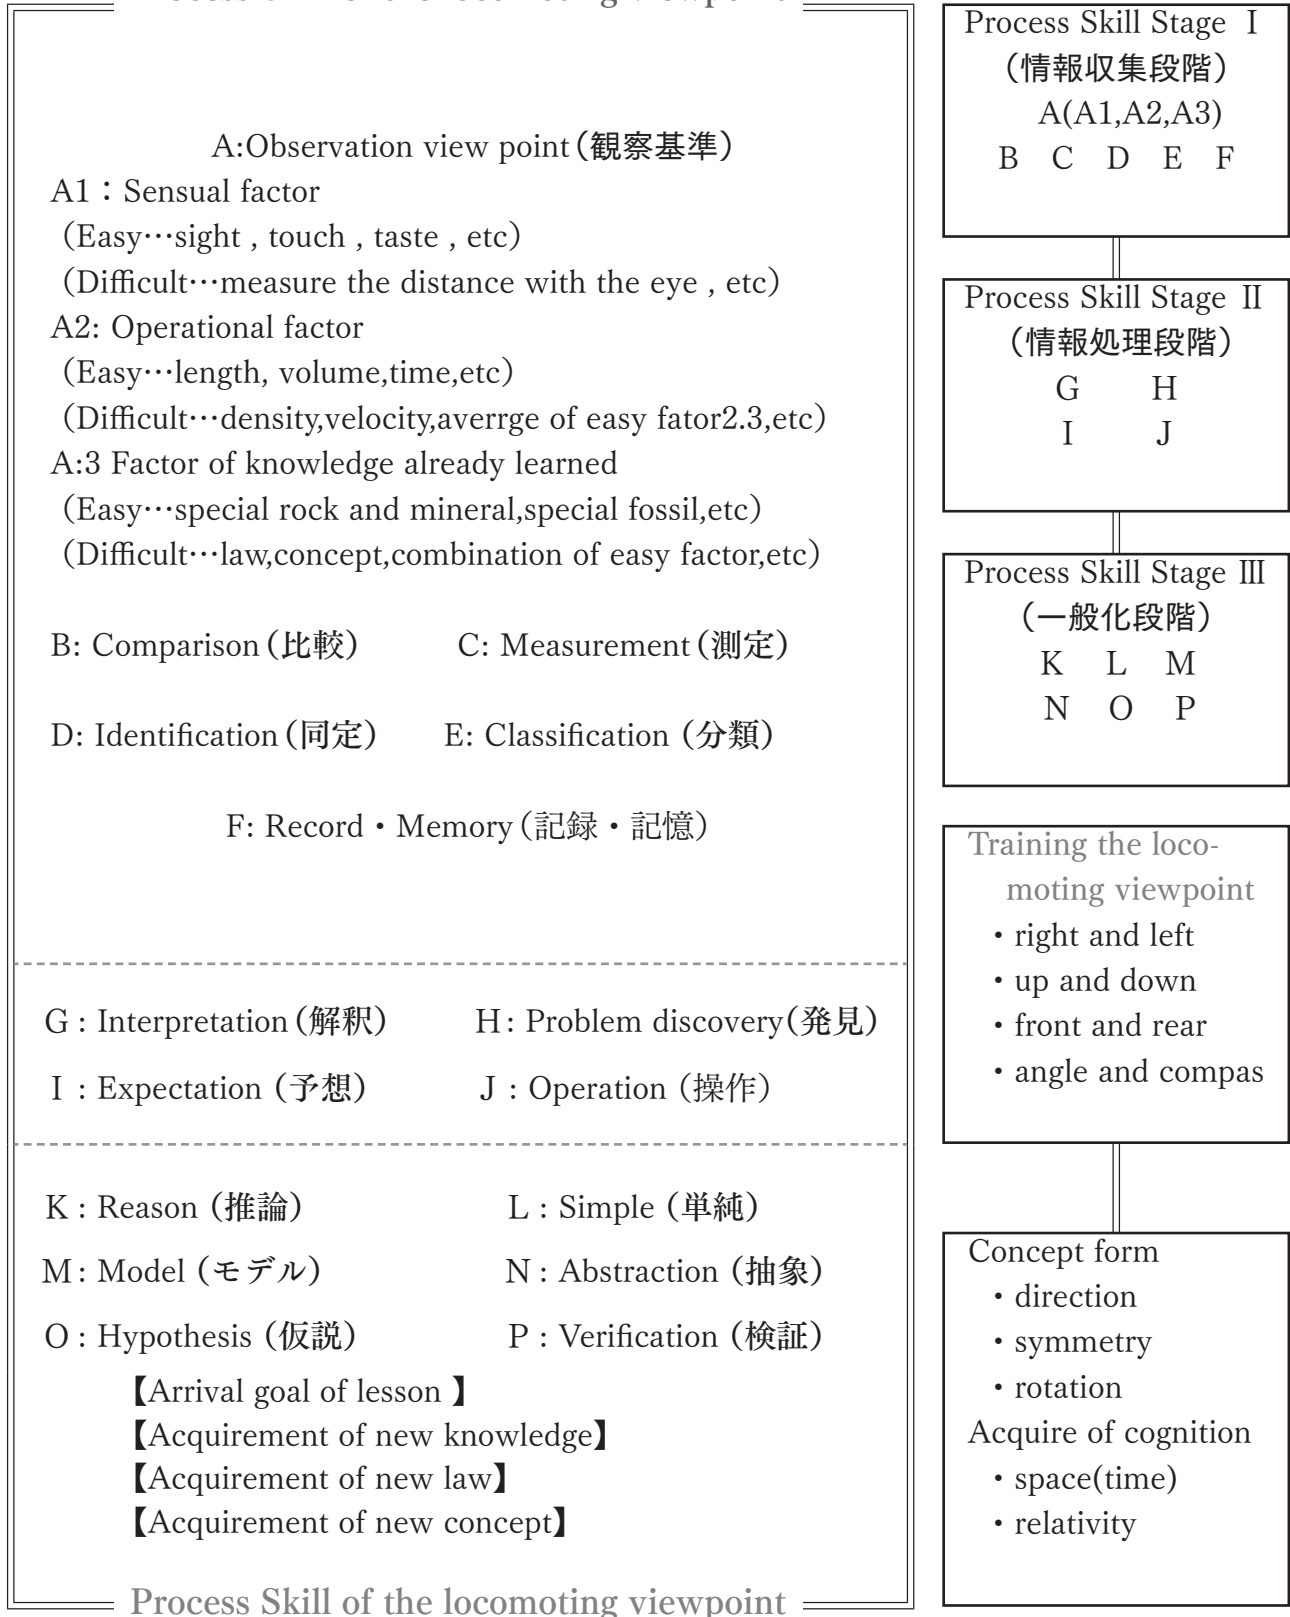 A:Observation view point(観察基準)
A1：Sensual factor
(Easy…sight , touch , taste , etc)
(Difficult…measure the distance with the eye , etc)
A2: Operational factor
(Easy…length, volume,time,etc)
(Difficult…density,velocity,averrge of easy fator2.3,etc)
A:3 Factor of knowledge already learned
(Easy…special rock and mineral,special fossil,etc)
(Difficult…law,concept,combination of easy factor,etc)
B: Comparison(比較) C: Measurement(測定)
D: Identification(同定) E: Classification (分類)
F: Record・Memory(記録・記憶)
G : Interpretation(解釈) H : Problem discovery(発見)
I : Expectation (予想) J : Operation (操作)
K : Reason (推論) L : Simple (単純)
M : Model (モデル) N : Abstraction (抽象)
O : Hypothesis (仮説) P : Verification (検証)
【Arrival goal of lesson 】
【Acquirement of new knowledge】
【Acquirement of new law】
【Acquirement of new concept】
Process Skill of the locomoting viewpoint
Process Skill Stage Ⅰ
(情報収集段階)
A(A1,A2,A3)
B C D E F
Process Skill Stage Ⅱ
(情報処理段階)
G H
I J
Process Skill Stage Ⅲ
(一般化段階)
K L M
N O P
Training the loco-
moting viewpoint
・right and left
・up and down
・front and rear
・angle and compas
Concept form
・direction
・symmetry
・rotation
Acquire of cognition
・space(time)
・relativity